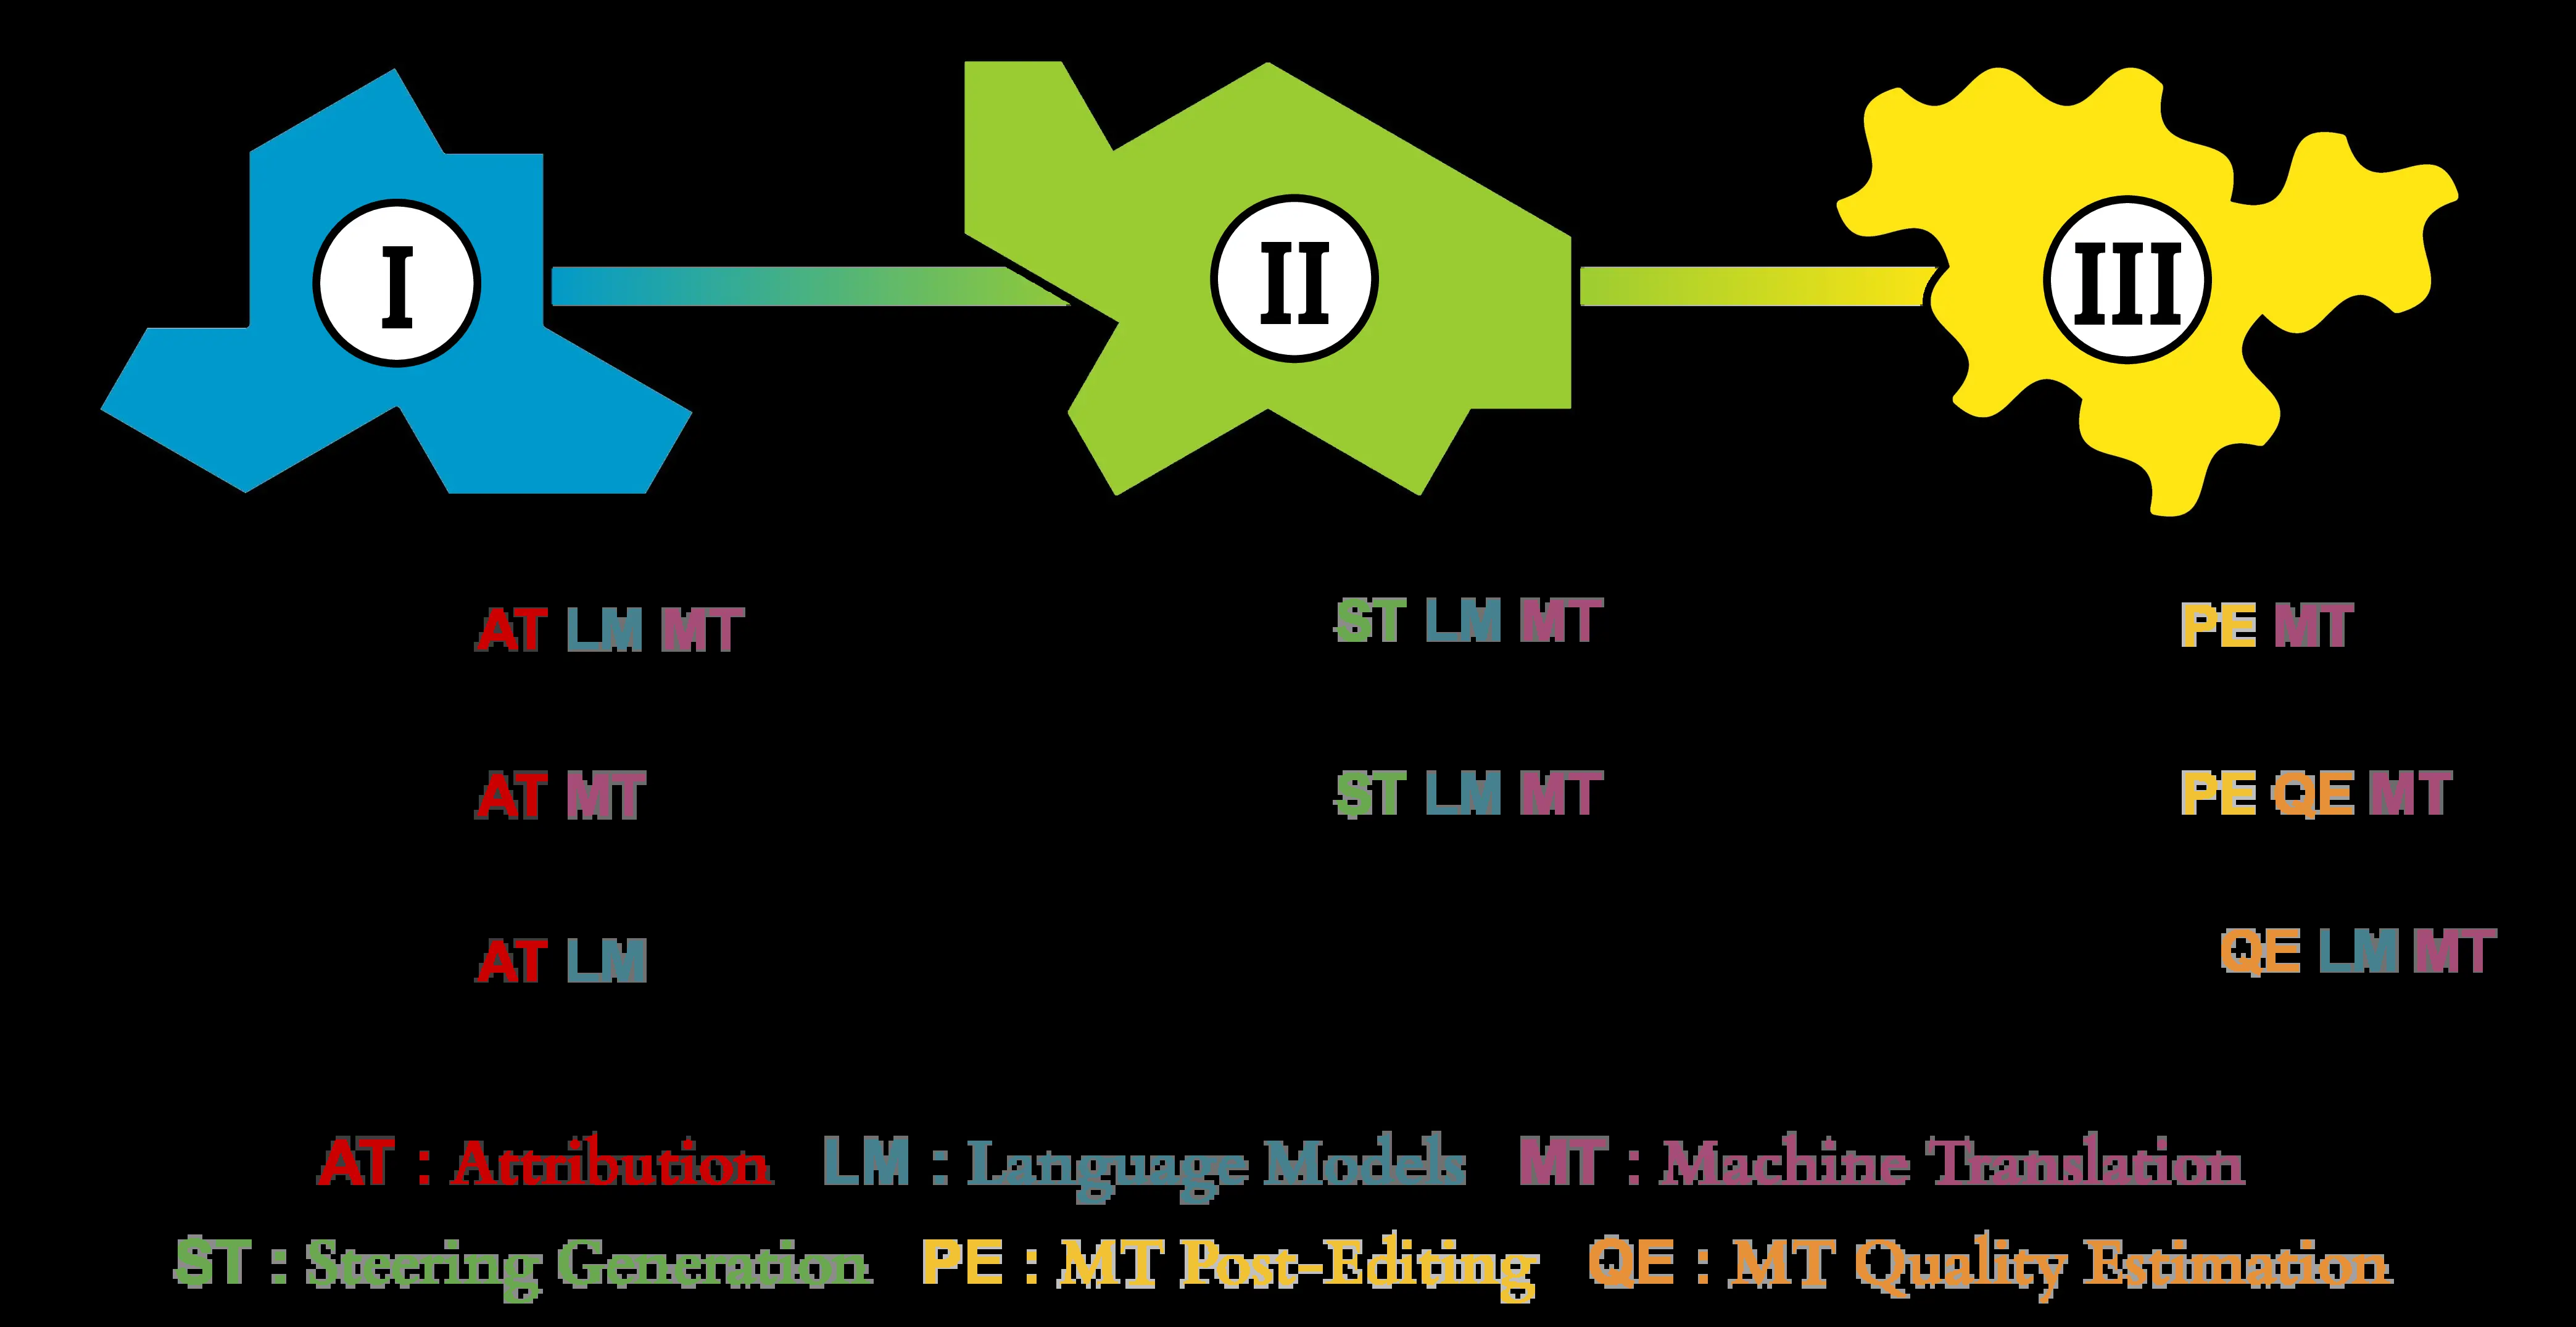 I II III
AT LM MT ST LM MT PE MT
AT MT ST LM MT PE QE MT
AT LM QE LM MT
AT : Attribution LM : Language Models MT : Machine Translation
ST : Steering Generation PE : MT Post-Editing QE : MT Quality Estimation